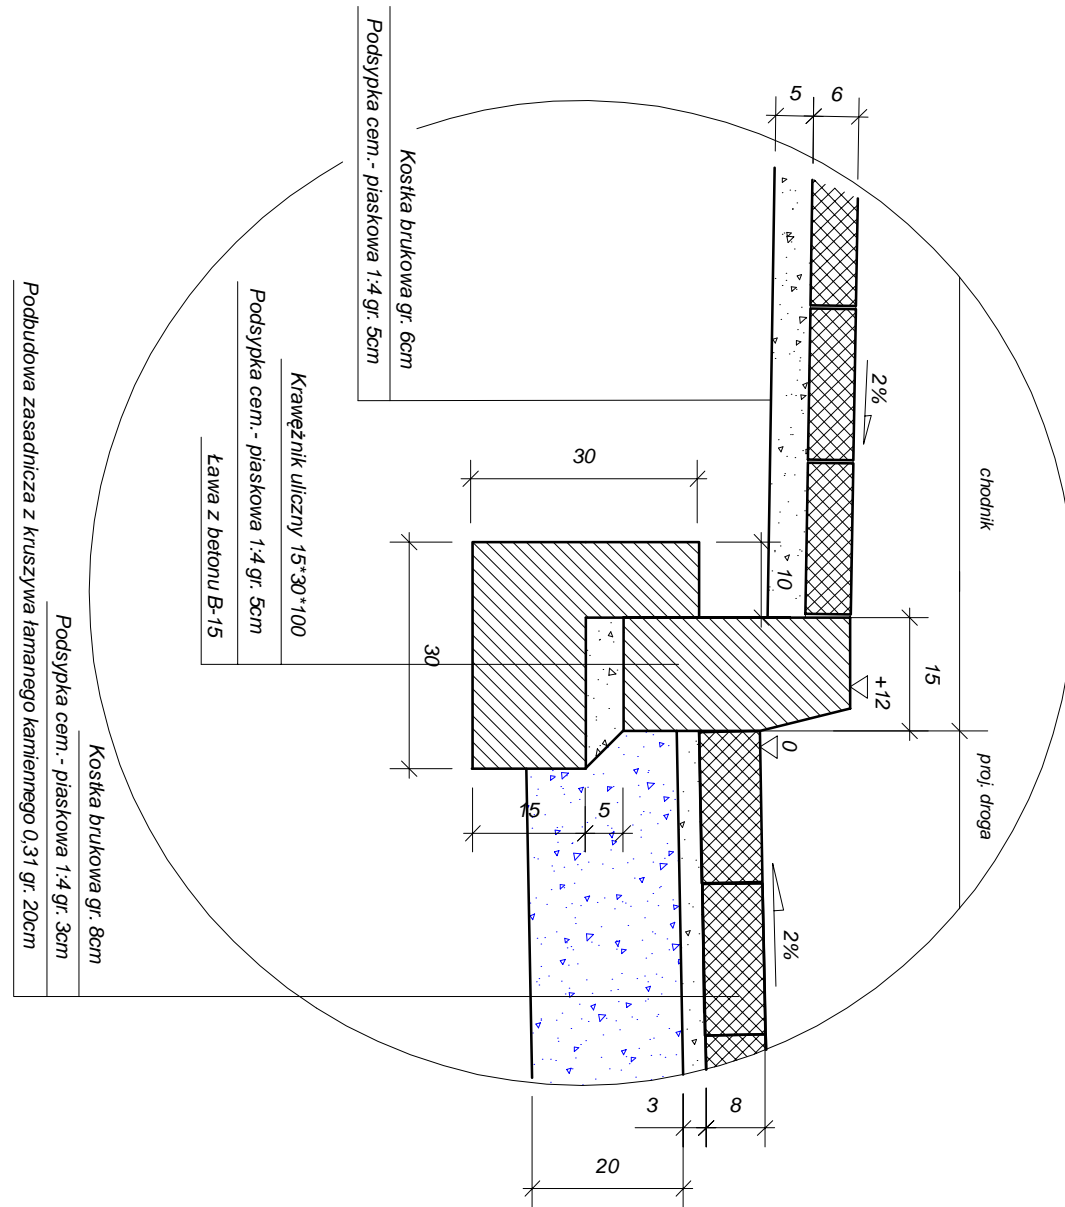 Kostka brukowa gr. 6cm
Podsypka cem.- piaskowa 1:4 gr. 5cm
5
6
2%
chodnik
proj. droga
30
10
15
+12
0
30
15
5
2%
Krawężnik uliczny 15*30*100
Podsypka cem.- piaskowa 1:4 gr. 5cm
Ława z betonu B-15
Kostka brukowa gr. 8cm
Podsypka cem.- piaskowa 1:4 gr. 3cm
Podbudowa zasadnicza z kruszywa łamanego kamiennego 0,31 gr. 20cm
3
8
20